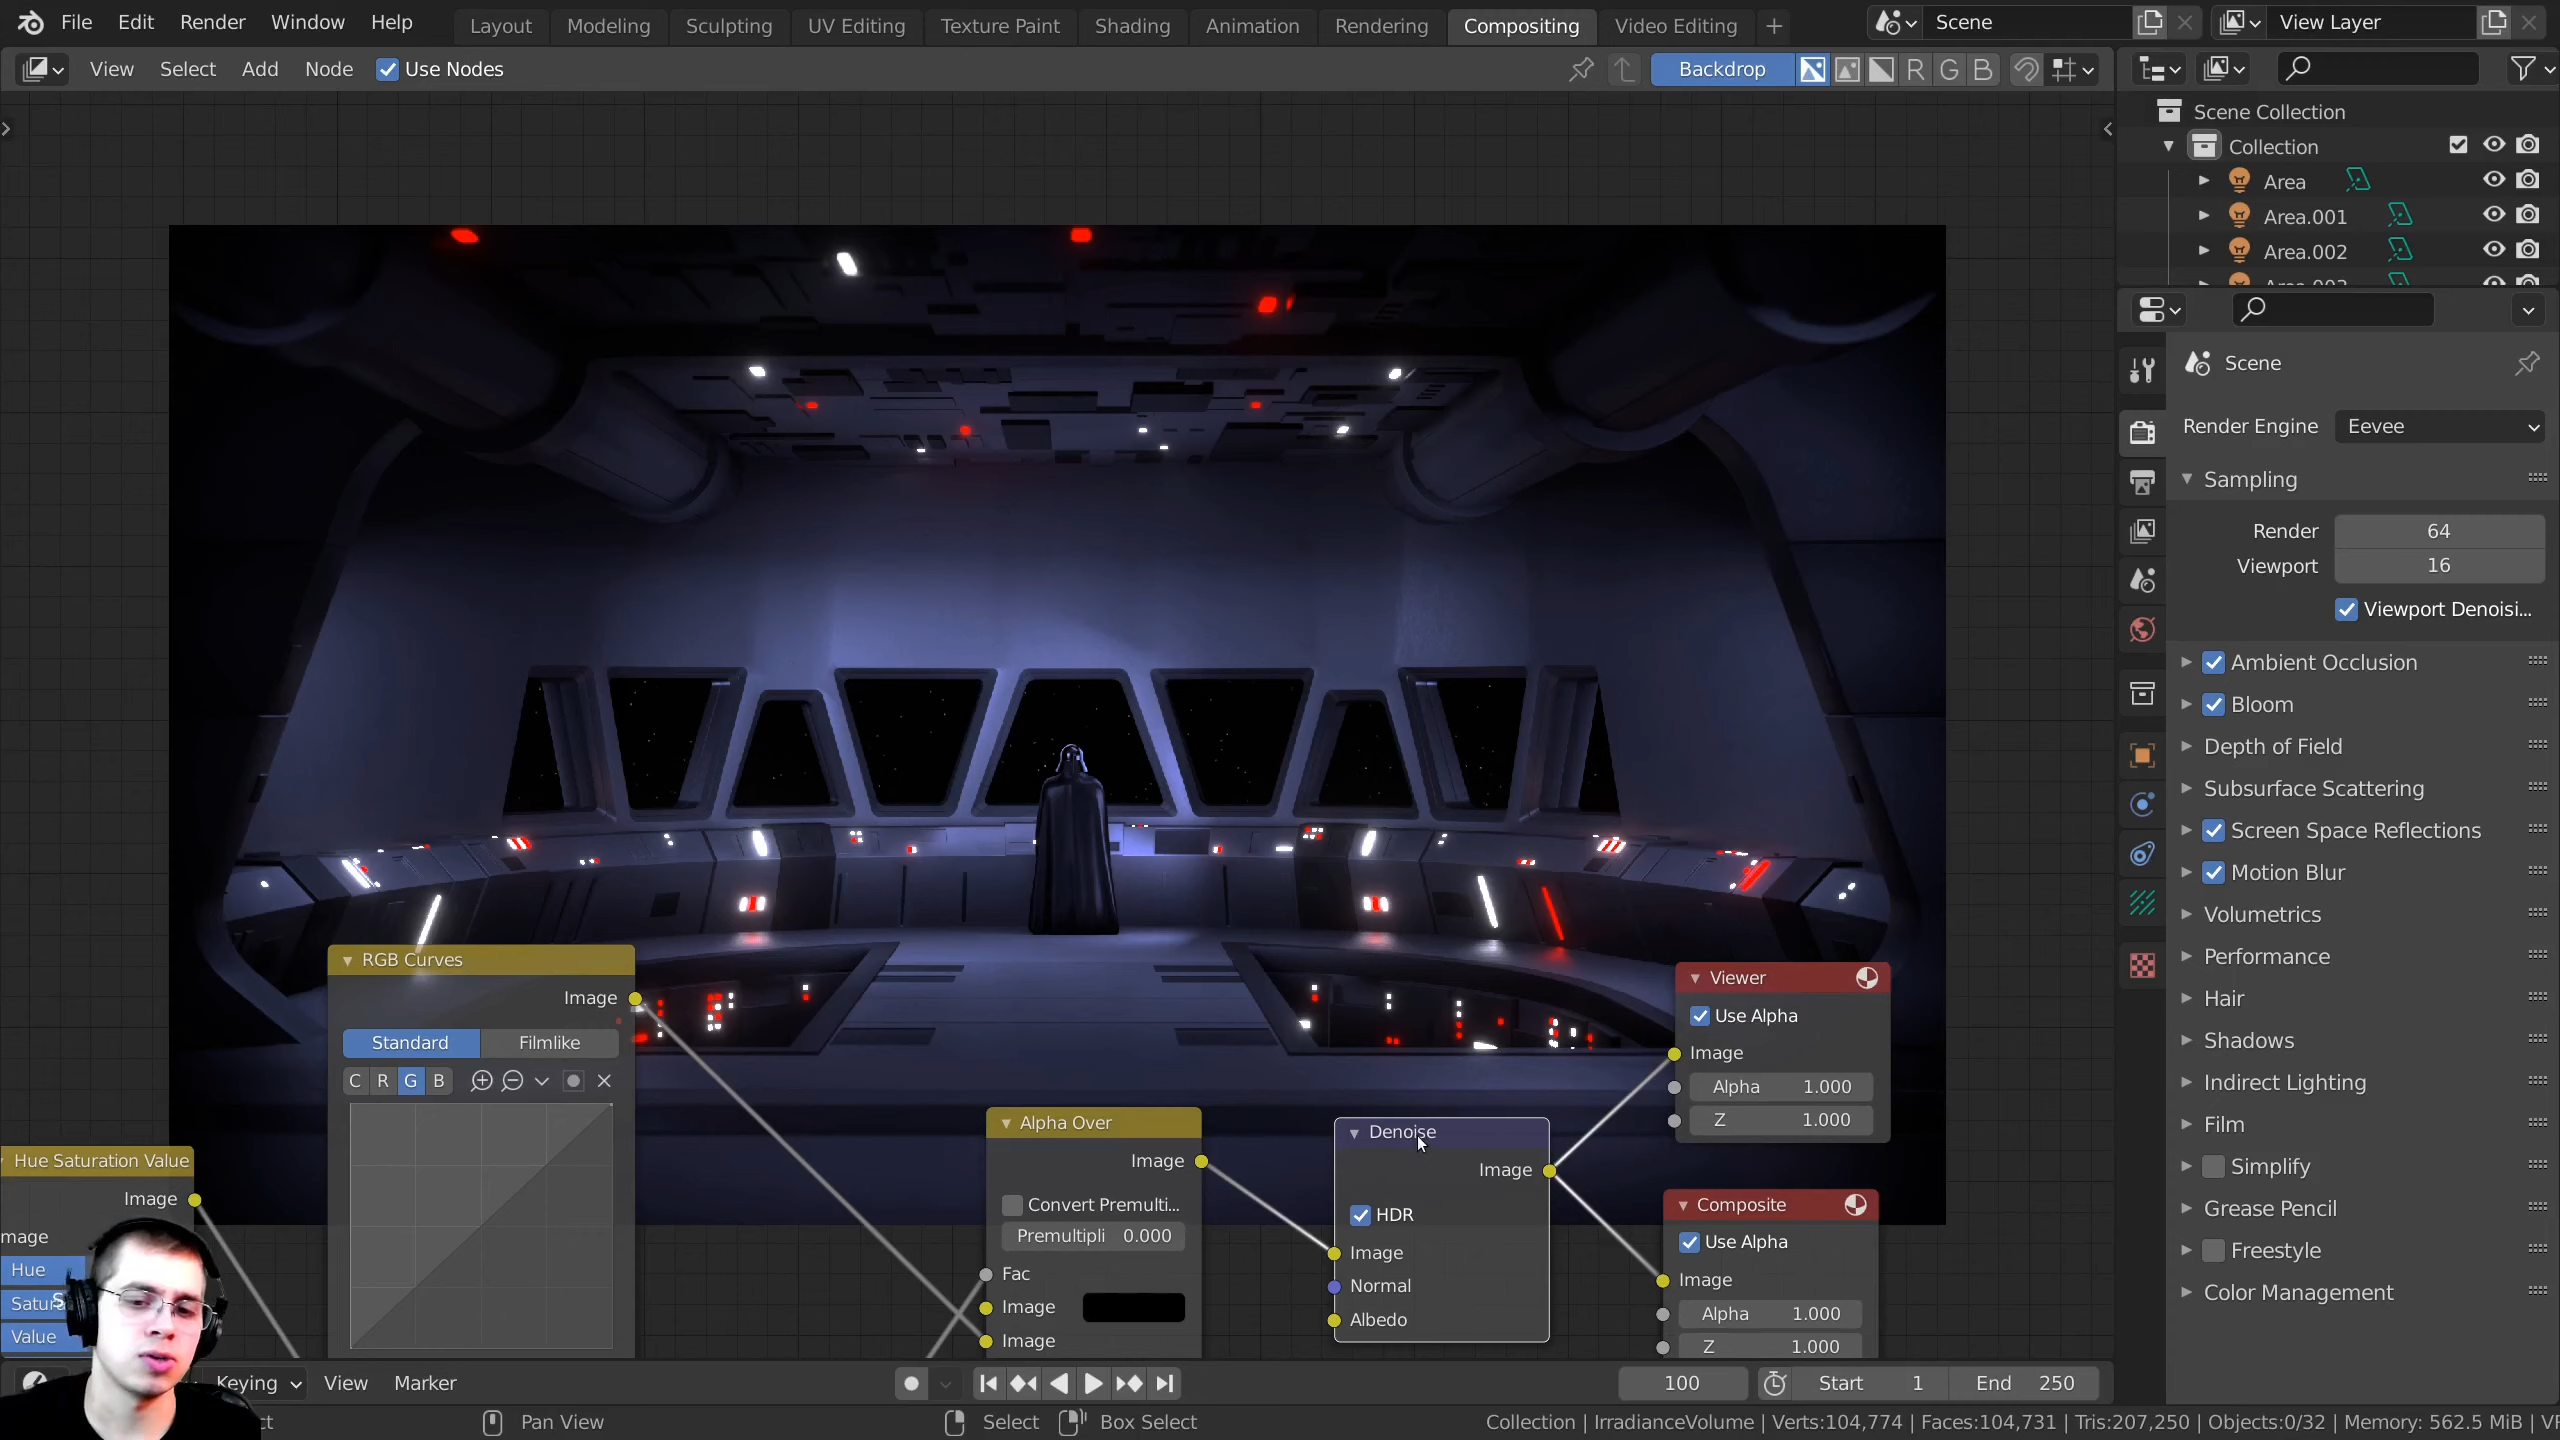 File Edit Render Window Help Layout Modeling Sculpting UV Editing Texture Paint Shading Animation Rendering Compositing Video Editing + Scene View Layer
View Select Add Node Use Nodes Backdrop R G B
Scene Collection
Collection
Area
Area.001
Area.002
Scene
Render Engine Eevee
Sampling
Render 64
Viewport 16
Viewport Denoisi...
Ambient Occlusion
Bloom
Depth of Field
Subsurface Scattering
Screen Space Reflections
Motion Blur
Volumetrics
Performance
Hair
Shadows
Indirect Lighting
Film
Simplify
Grease Pencil
Freestyle
Color Management
RGB Curves
Image
Standard Filmlike
C R G B
Hue Saturation Value
Image
mage
Hue
Satura
Value
Alpha Over
Image
Convert Premulti...
Premultipli 0.000
Fac
Image
Image
Denoise
Image
HDR
Image
Normal
Albedo
Viewer
Use Alpha
Image
Alpha 1.000
Z 1.000
Composite
Use Alpha
Image
Alpha 1.000
Z 1.000
Keying View Marker 100 Start 1 End 250
ct Pan View Select Box Select Collection | IrradianceVolume | Verts:104,774 | Faces:104,731 | Tris:207,250 | Objects:0/32 | Memory: 562.5 MiB |